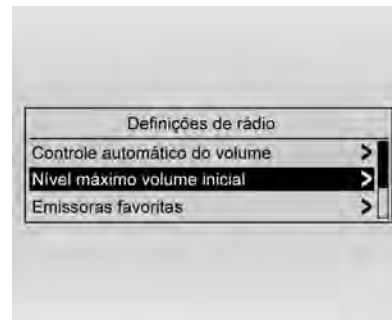 Definições de rádio
Controle automático do volume >
Nível máximo volume inicial >
Emissoras favoritas >